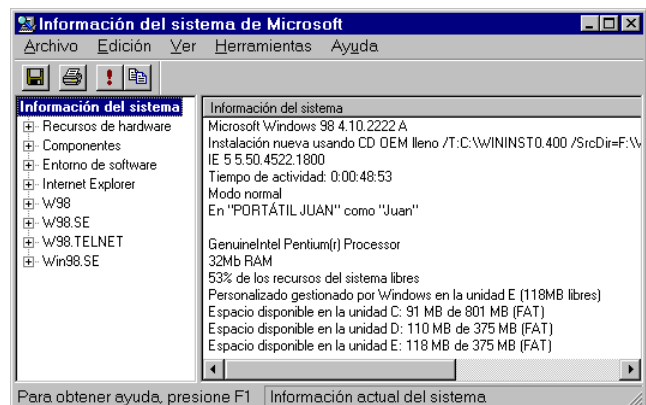 Información del sistema de Microsoft
Archivo Edición Ver Herramientas Ayuda
Información del sistema
Recursos de hardware
Componentes
Entorno de software
Internet Explorer
W98
W98.SE
W98.TELNET
Win98.SE
Información del sistema
Microsoft Windows 98 4.10.2222 A
Instalación nueva usando CD OEM lleno /T:C:\WININST0.400 /SrcDir=F:\
IE 5 5.50.4522.1800
Tiempo de actividad: 0:00:48:53
Modo normal
En "PORTÁTIL JUAN" como "Juan"
GenuineIntel Pentium(r) Processor
32Mb RAM
53% de los recursos del sistema libres
Personalizado gestionado por Windows en la unidad E (118MB libres)
Espacio disponible en la unidad C: 91 MB de 801 MB (FAT)
Espacio disponible en la unidad D: 110 MB de 375 MB (FAT)
Espacio disponible en la unidad E: 118 MB de 375 MB (FAT)
Para obtener ayuda, presione F1 Información actual del sistema